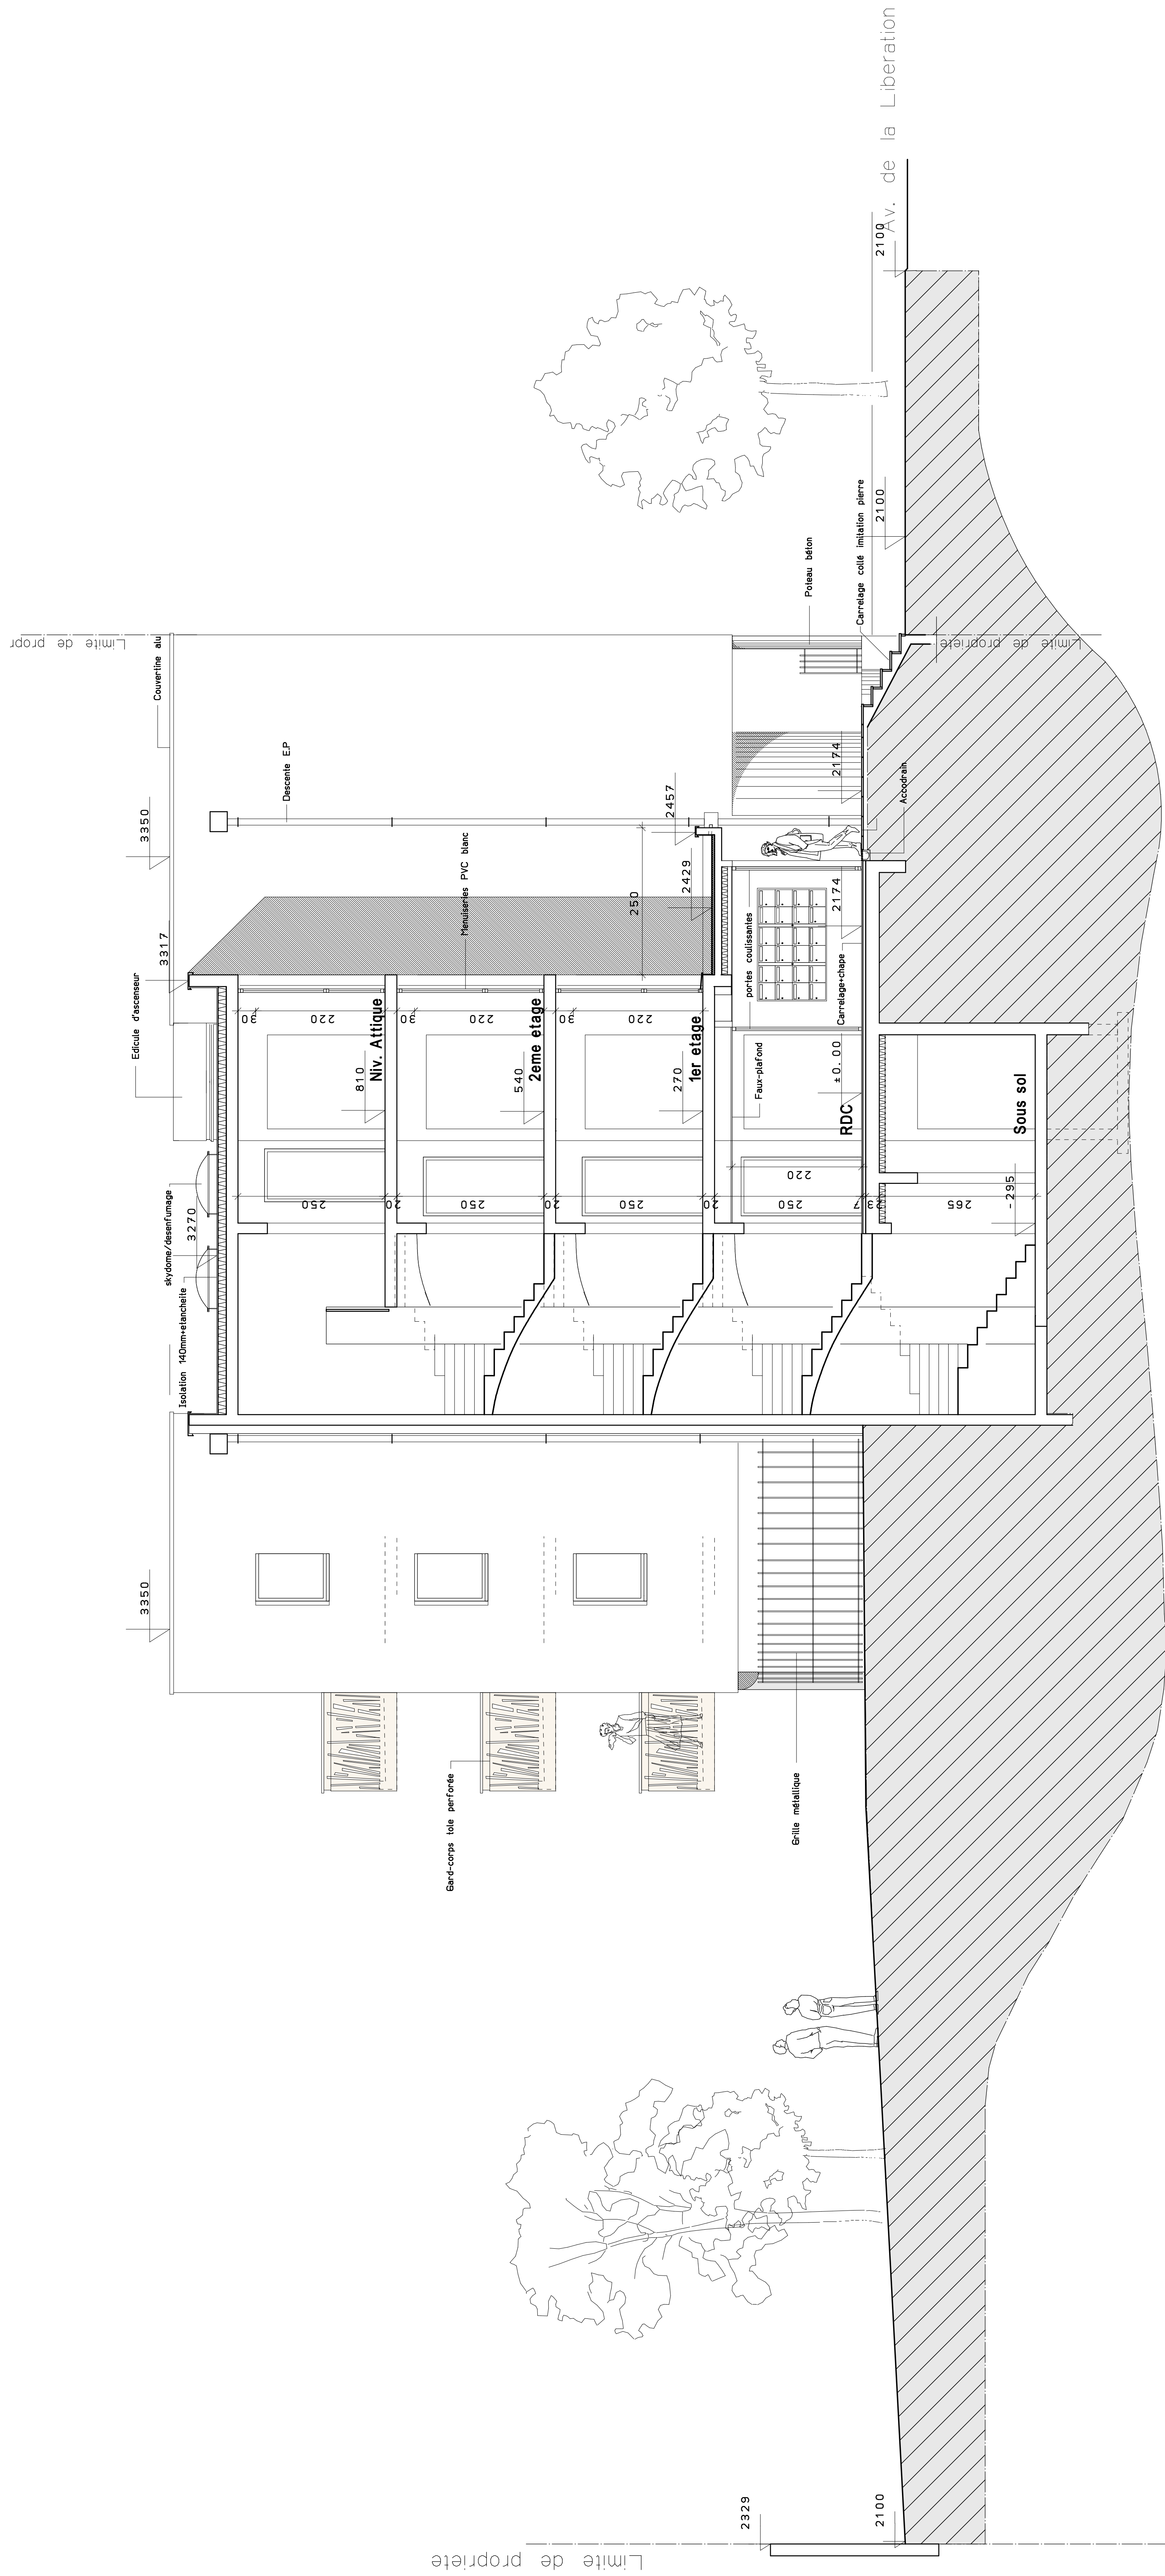 Limite de propr
Couvertine alu
3350
3317
Edicule d'ascenseur
skydome/desenfumage
3270
Isolation 140mm+etancheite
3350
Descente E.P
Menuiseries PVC blanc
2457
2429
250
Niv. Attique
810
30
220
250
20
2eme etage
540
30
220
250
20
1er etage
270
30
220
250
20
portes coulissantes
Faux-plafond
220
250
RDC
±0.00
Carrelage+chape
2174
2174
Accodrain
7
23
Sous sol
265
-295
Poteau béton
Carrelage collé imitation pierre
2100
2100
Av. de la Liberation
Limite de propriete
Gard-corps tole perforée
Grille métallique
2329
2100
Limite de propriete